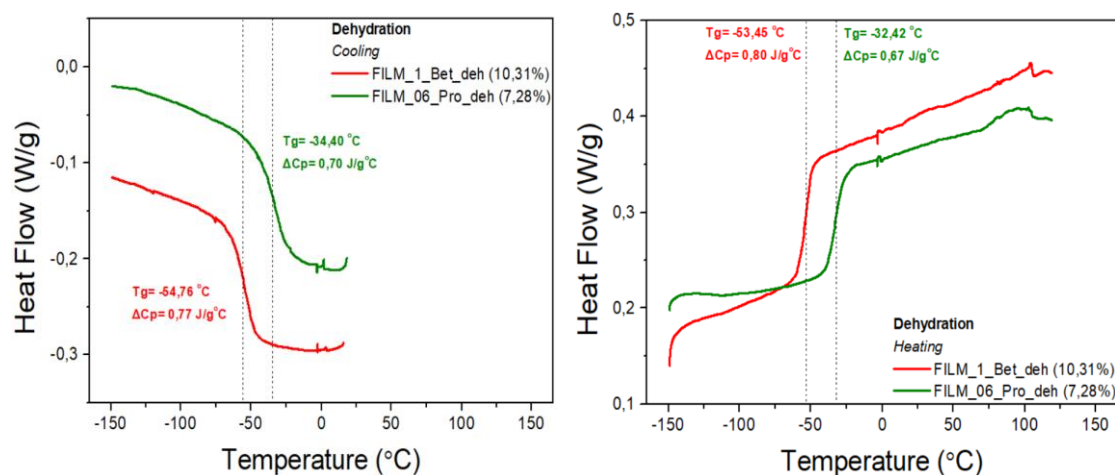 Dehydration
Cooling
FILM_1_Bet_deh (10,31%)
FILM_06_Pro_deh (7,28%)
Tg= -34,40 °C
ΔCp= 0,70 J/g°C
Tg= -54,76 °C
ΔCp= 0,77 J/g°C
Heat Flow (W/g)
0,0
-0,1
-0,2
-0,3
-150 -100 -50 0 50 100 150
Temperature (°C)
Tg= -53,45 °C
ΔCp= 0,80 J/g°C
Tg= -32,42 °C
ΔCp= 0,67 J/g°C
Heat Flow (W/g)
0,5
0,4
0,3
0,2
0,1
Dehydration
Heating
FILM_1_Bet_deh (10,31%)
FILM_06_Pro_deh (7,28%)
-150 -100 -50 0 50 100 150
Temperature (°C)